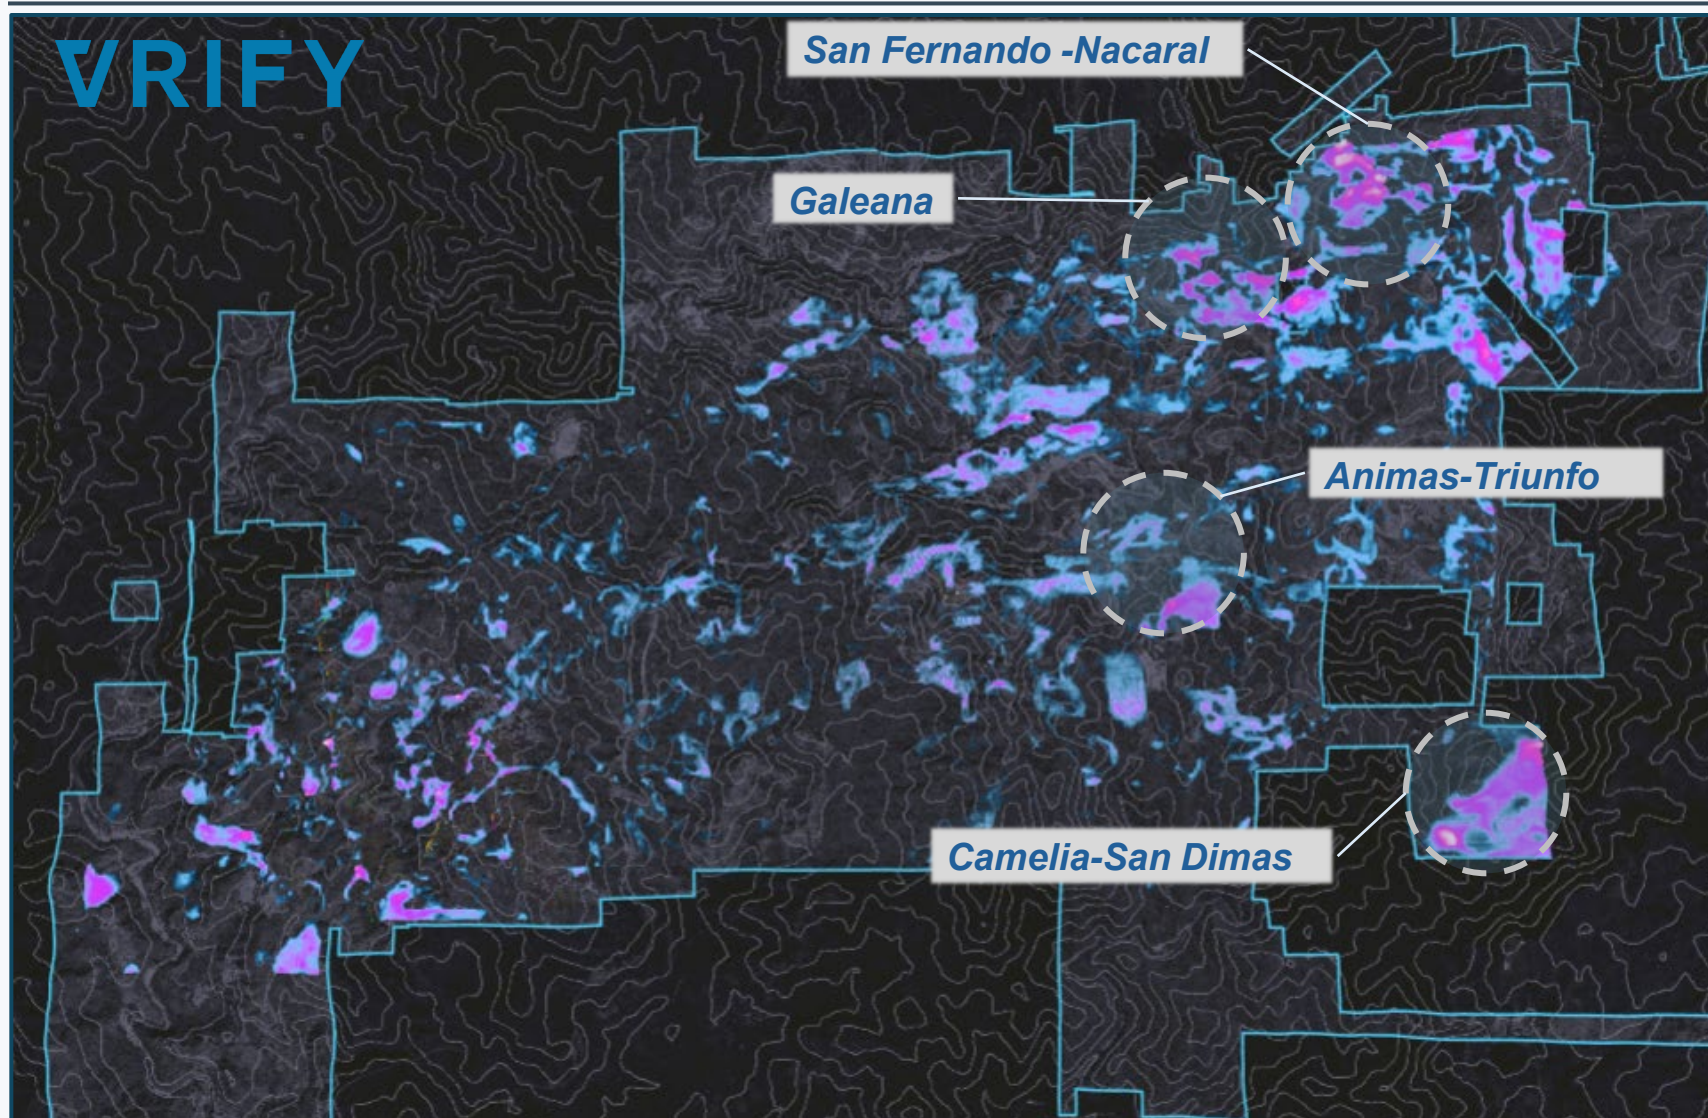 VRIFY
San Fernando -Nacaral
Galeana
Animas-Triunfo
Camelia-San Dimas